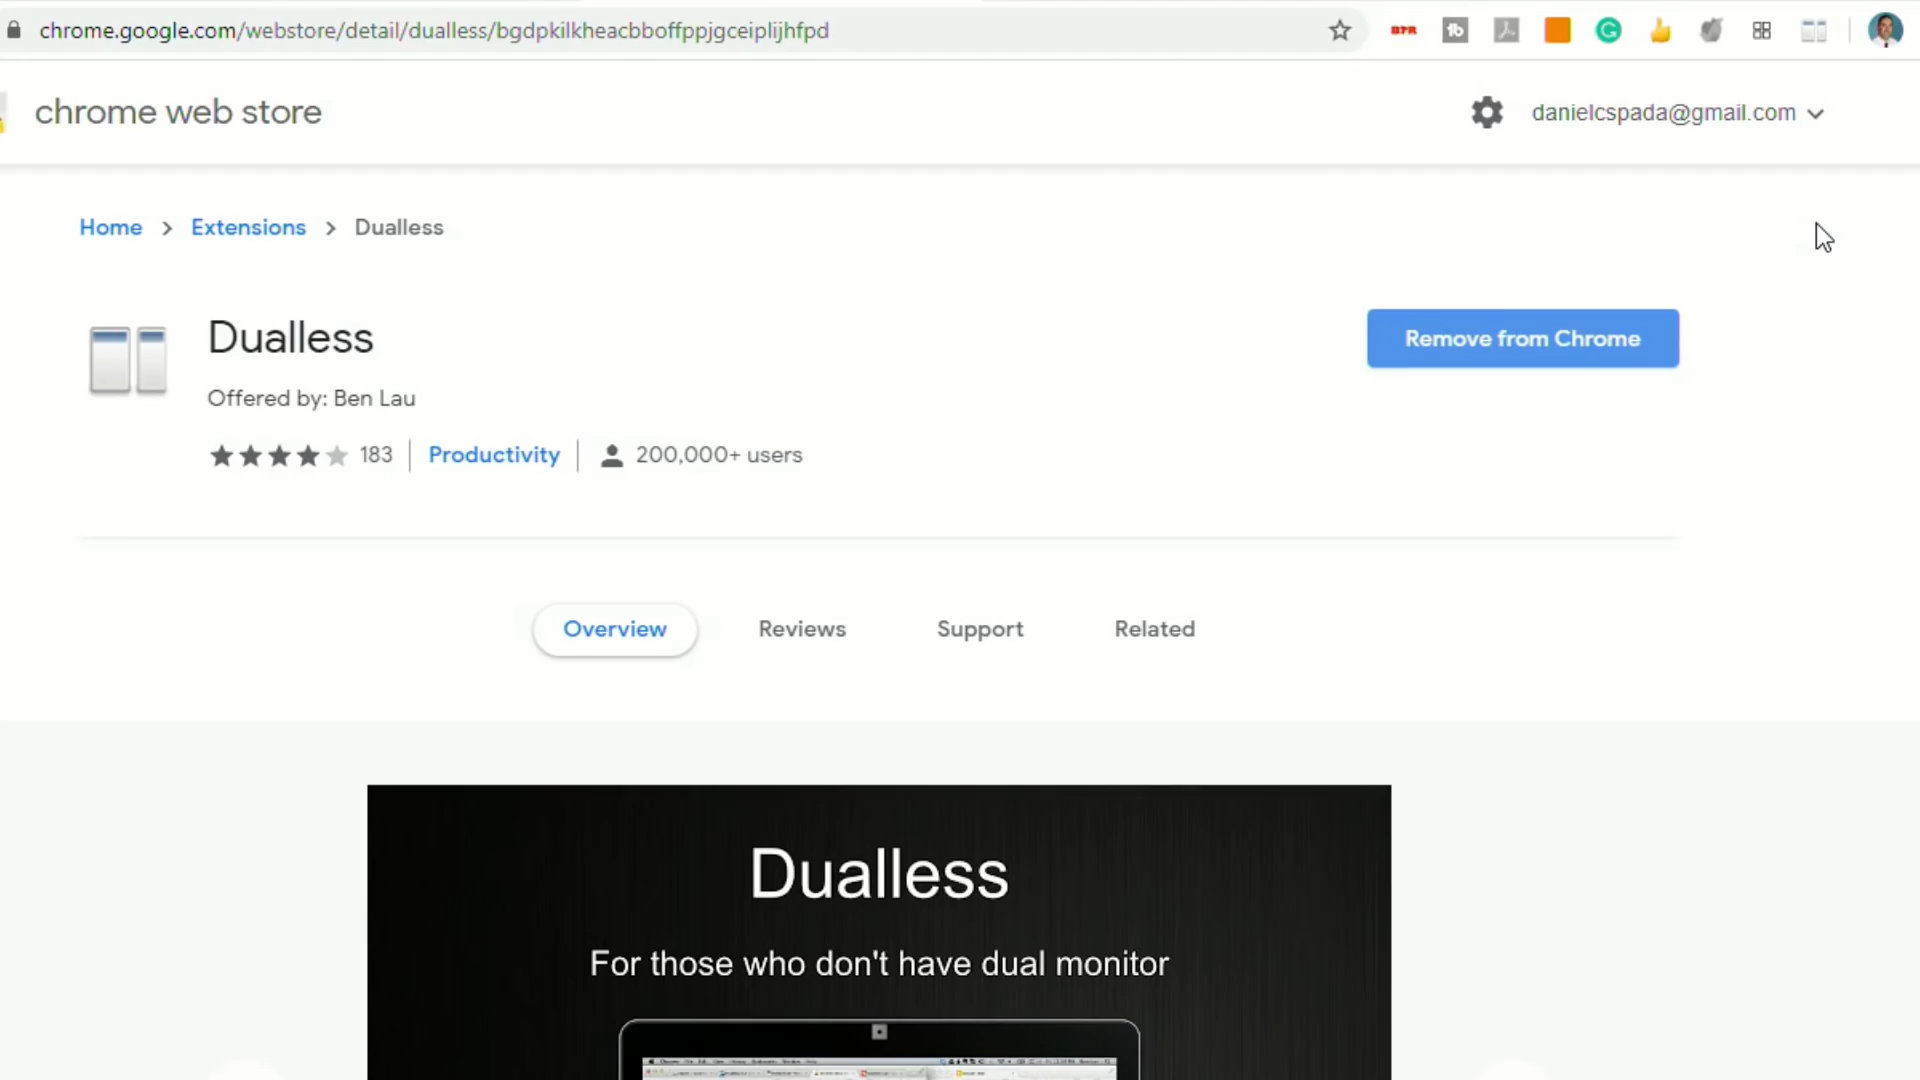 chrome.google.com/webstore/detail/dualless/bgdpkilkheacbboffppjgceiplijhfpd
chrome web store
danielcspada@gmail.com
Home > Extensions > Dualless
Dualless
Remove from Chrome
Offered by: Ben Lau
183 | Productivity | 200,000+ users
Overview Reviews Support Related
Dualless
For those who don't have dual monitor